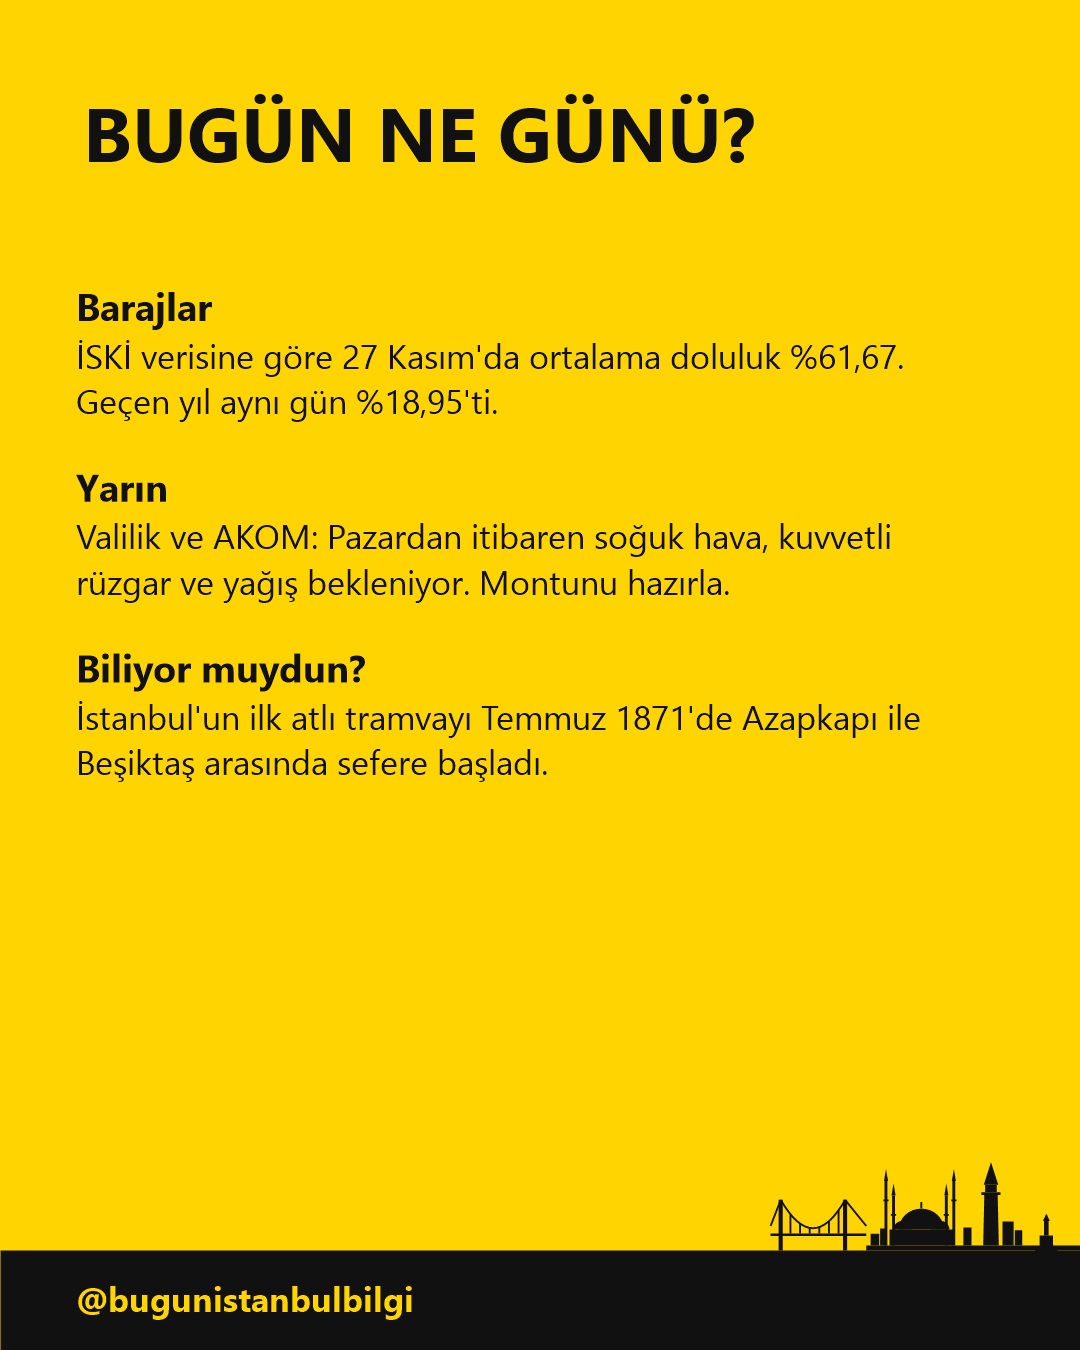 BUGÜN NE GÜNÜ?
Barajlar
İSKİ verisine göre 27 Kasım'da ortalama doluluk %61,67.
Geçen yıl aynı gün %18,95'ti.
Yarın
Valilik ve AKOM: Pazardan itibaren soğuk hava, kuvvetli
rüzgar ve yağış bekleniyor. Montunu hazırla.
Biliyor muydun?
İstanbul'un ilk atlı tramvayı Temmuz 1871'de Azapkapı ile
Beşiktaş arasında sefere başladı.
@bugunistanbulbilgi